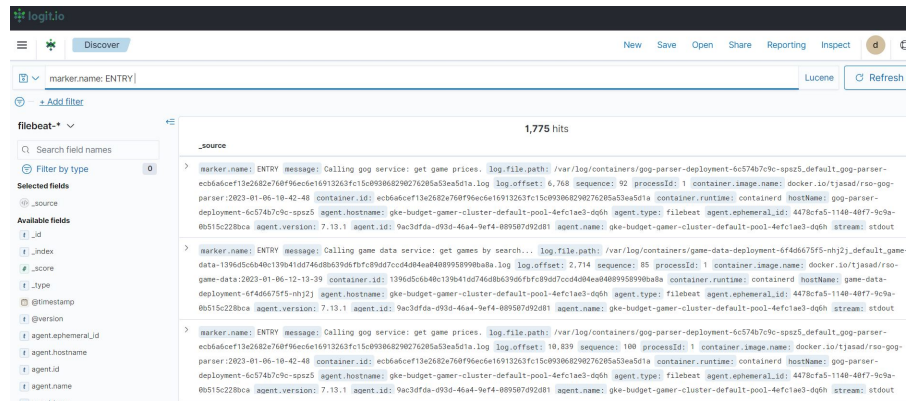 logit.io
Discover
New Save Open Share Reporting Inspect d
marker.name: ENTRY
Lucene
Refresh
+ Add filter
filebeat-*
1,775 hits
Search field names
_source
Filter by type 0
Selected fields
_source
Available fields
t _id
t _index
# _score
t _type
@timestamp
t @version
t agent.ephemeral_id
t agent.hostname
t agent.id
t agent.name
marker.name: ENTRY message: Calling gog service: get game prices. log.file.path: /var/log/containers/gog-parser-deployment-6c574b7c9c-spsz5_default_gog-parser-
ecb6a6cef13e2682e760f96ec6e16913263fc15c093068290276205a53ea5d1a.log log.offset: 6,768 sequence: 92 processId: 1 container.image.name: docker.io/tjasad/rso-gog-
parser:2023-01-06-10-42-48 container.id: ecb6a6cef13e2682e760f96ec6e16913263fc15c093068290276205a53ea5d1a container.runtime: containerd hostName: gog-parser-
deployment-6c574b7c9c-spsz5 agent.hostname: gke-budget-gamer-cluster-default-pool-4efc1ae3-dq6h agent.type: filebeat agent.ephemeral_id: 4478cfa5-1140-40f7-9c9a-
0b515c228bca agent.version: 7.13.1 agent.id: 9ac3dfda-d93d-46a4-9ef4-089507d92d81 agent.name: gke-budget-gamer-cluster-default-pool-4efc1ae3-dq6h stream: stdout
marker.name: ENTRY message: Calling game data service: get games by search... log.file.path: /var/log/containers/game-data-deployment-6f4d6675f5-nhj2j_default_game-
data-1396d5c6b40c139b41dd746d8b639d6fbfc89dd7ccd4d04ea04089958990ba8a.log log.offset: 2,714 sequence: 85 processId: 1 container.image.name: docker.io/tjasad/rso-
game-data:2023-01-06-12-13-39 container.id: 1396d5c6b40c139b41dd746d8b639d6fbfc89dd7ccd4d04ea04089958990ba8a container.runtime: containerd hostName: game-data-
deployment-6f4d6675f5-nhj2j agent.hostname: gke-budget-gamer-cluster-default-pool-4efc1ae3-dq6h agent.type: filebeat agent.ephemeral_id: 4478cfa5-1140-40f7-9c9a-
0b515c228bca agent.version: 7.13.1 agent.id: 9ac3dfda-d93d-46a4-9ef4-089507d92d81 agent.name: gke-budget-gamer-cluster-default-pool-4efc1ae3-dq6h stream: stdout
marker.name: ENTRY message: Calling gog service: get game prices. log.file.path: /var/log/containers/gog-parser-deployment-6c574b7c9c-spsz5_default_gog-parser-
ecb6a6cef13e2682e760f96ec6e16913263fc15c093068290276205a53ea5d1a.log log.offset: 10,839 sequence: 100 processId: 1 container.image.name: docker.io/tjasad/rso-gog-
parser:2023-01-06-10-42-48 container.id: ecb6a6cef13e2682e760f96ec6e16913263fc15c093068290276205a53ea5d1a container.runtime: containerd hostName: gog-parser-
deployment-6c574b7c9c-spsz5 agent.hostname: gke-budget-gamer-cluster-default-pool-4efc1ae3-dq6h agent.type: filebeat agent.ephemeral_id: 4478cfa5-1140-40f7-9c9a-
0b515c228bca agent.version: 7.13.1 agent.id: 9ac3dfda-d93d-46a4-9ef4-089507d92d81 agent.name: gke-budget-gamer-cluster-default-pool-4efc1ae3-dq6h stream: stdout